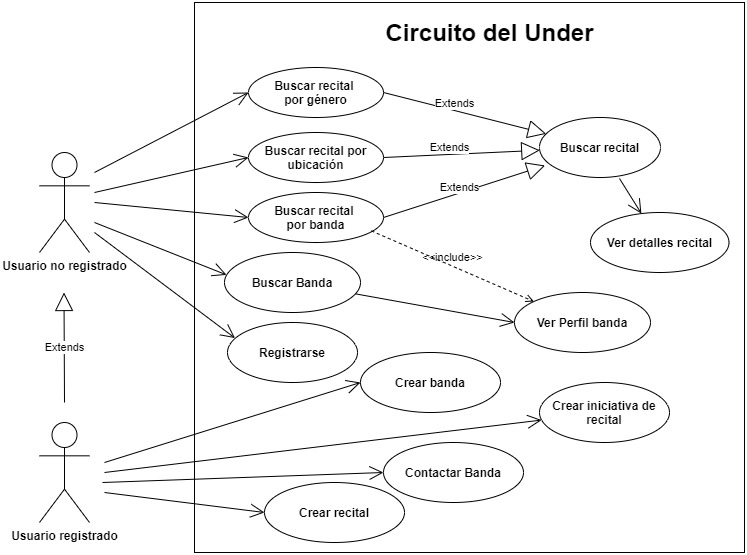 Circuito del Under
Buscar recital
por género
Extends
Buscar recital por
ubicación
Extends
Buscar recital
Extends
Buscar recital
por banda
Ver detalles recital
Usuario no registrado
<<include>>
Buscar Banda
Ver Perfil banda
Extends
Registrarse
Crear banda
Crear iniciativa de
recital
Contactar Banda
Crear recital
Usuario registrado